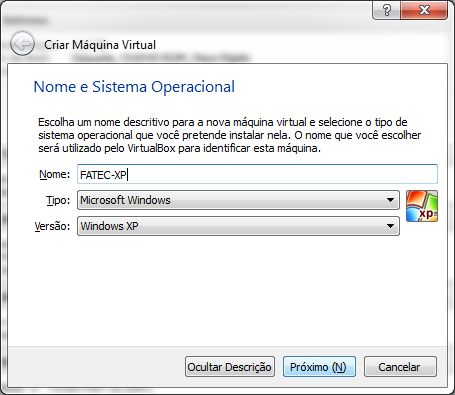 Criar Máquina Virtual
Nome e Sistema Operacional
Escolha um nome descritivo para a nova máquina virtual e selecione o tipo de
sistema operacional que você pretende instalar nela. O nome que você escolher
será utilizado pelo VirtualBox para identificar esta máquina.
Nome: FATEC-XP
Tipo: Microsoft Windows
xp
Versão: Windows XP
Ocultar Descrição Próximo (N) Cancelar